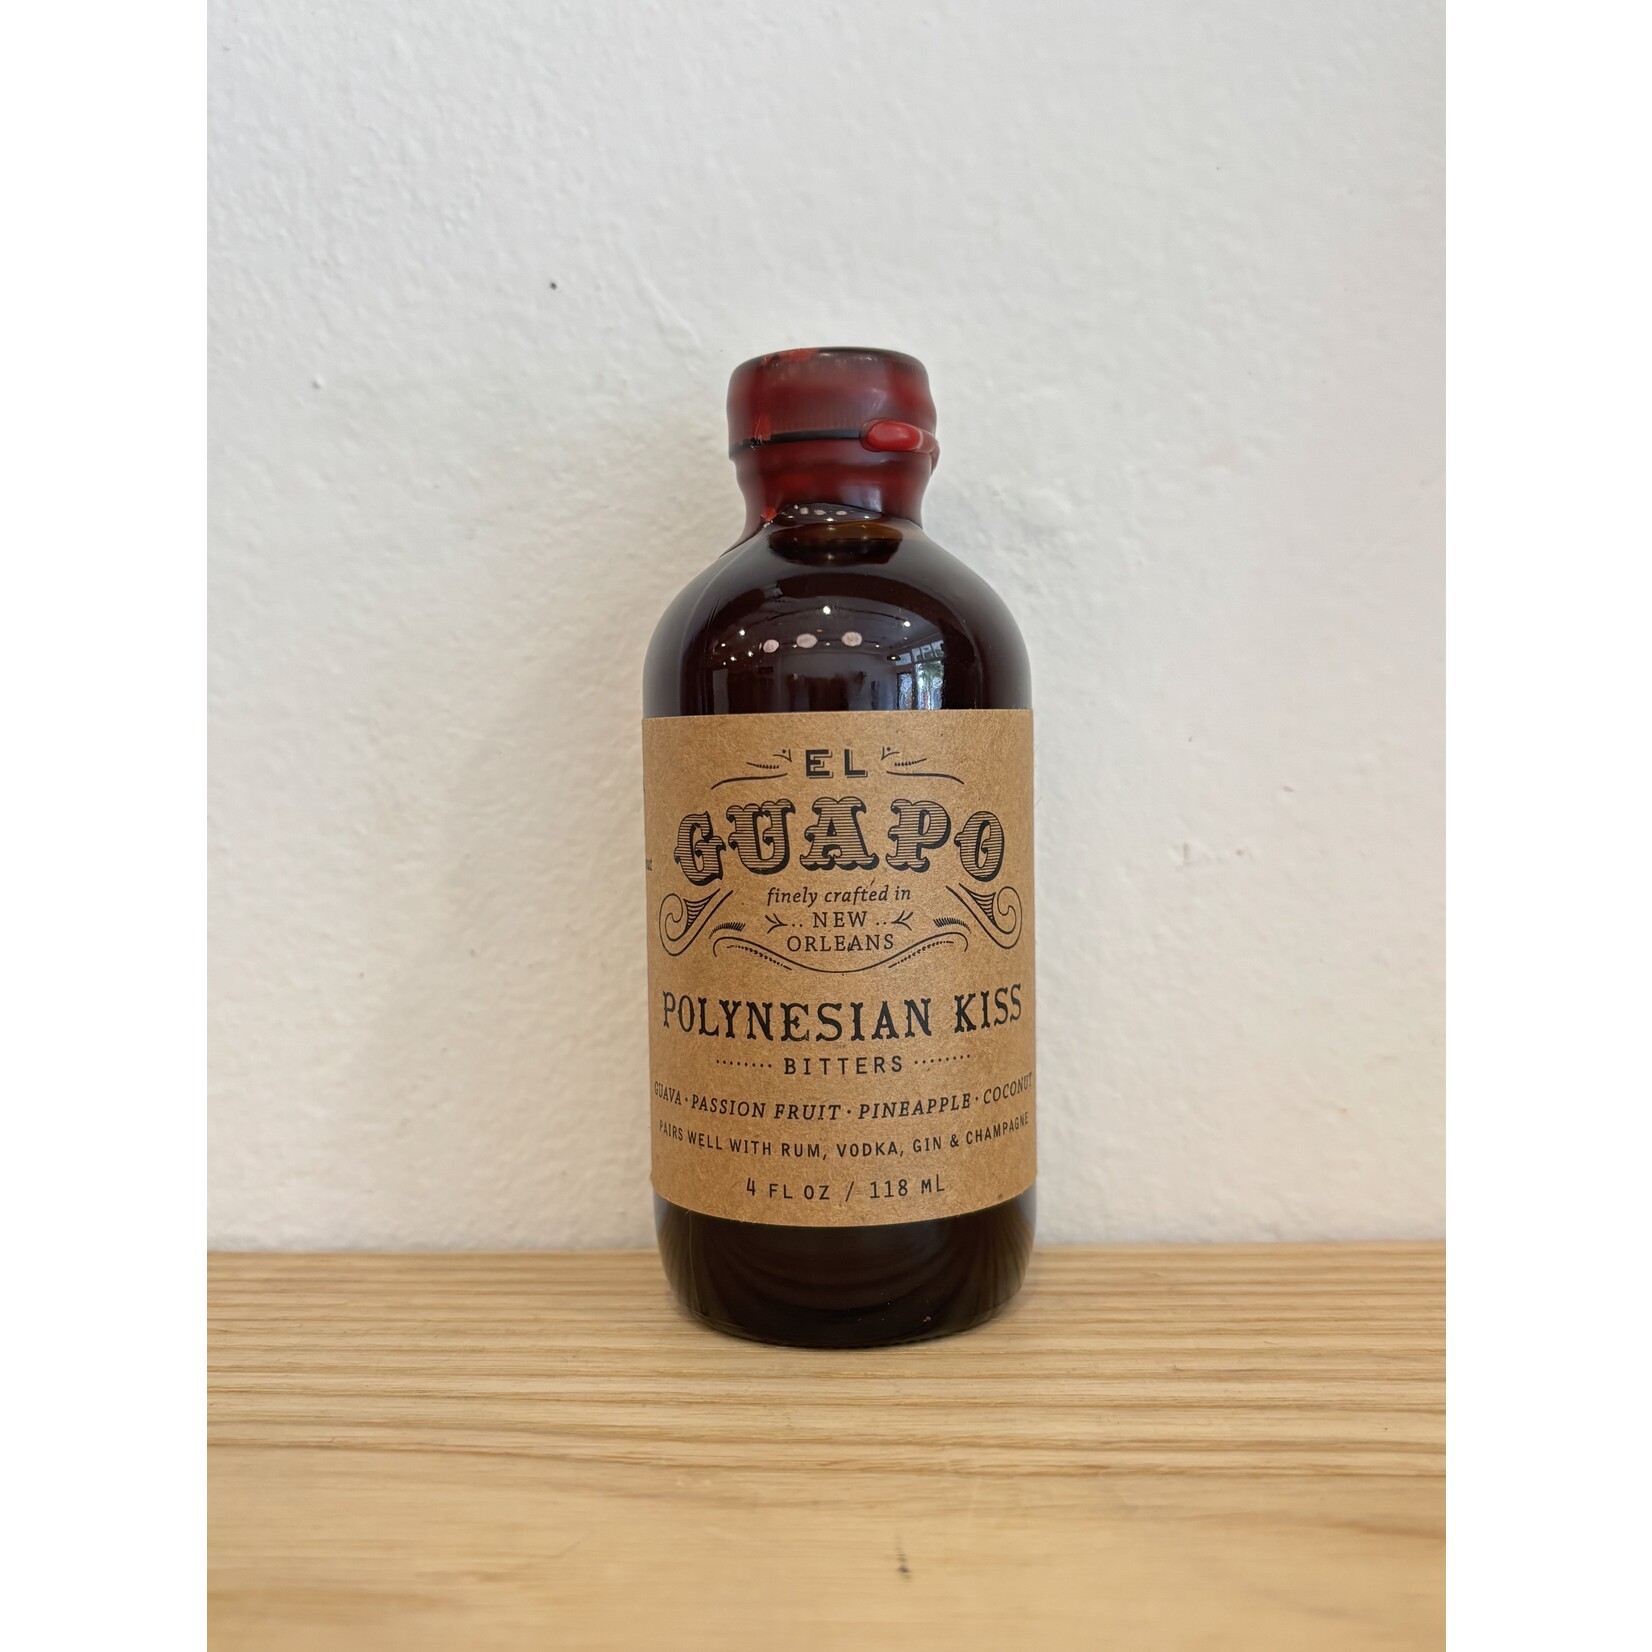 EL
GUAPO
finely crafted in
NEW
ORLEANS
POLYNESIAN KISS
BITTERS
GUAVA · PASSION FRUIT · PINEAPPLE · COCONUT
PAIRS WELL WITH RUM, VODKA, GIN & CHAMPAGNE
4 FL OZ / 118 ML